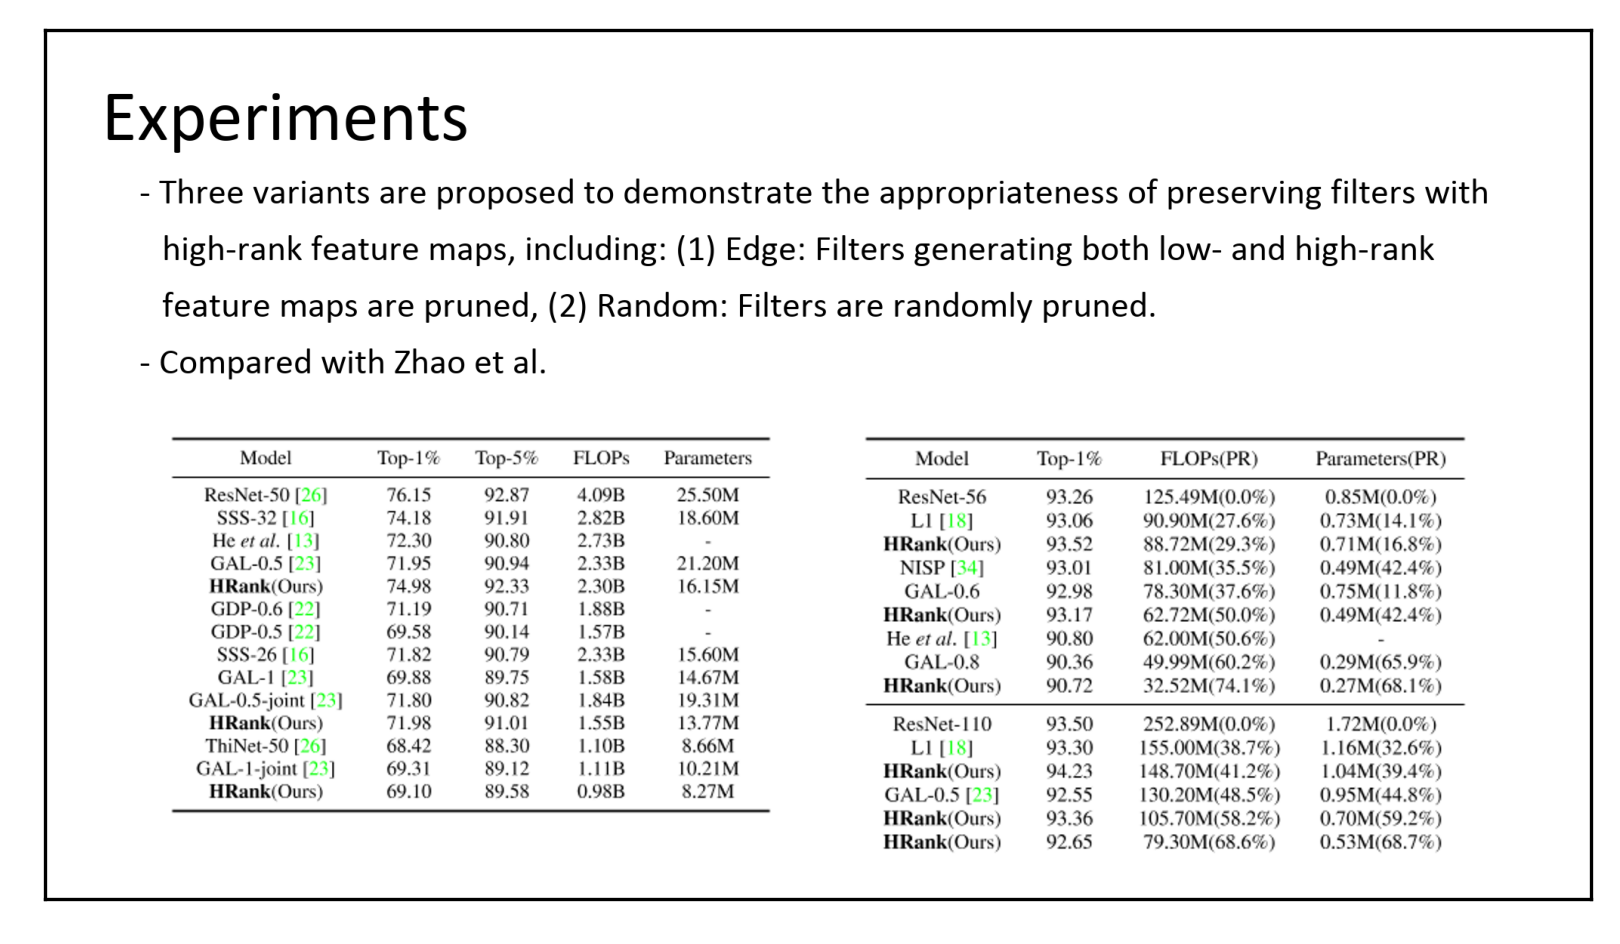 Experiments
- Three variants are proposed to demonstrate the appropriateness of preserving filters with
high-rank feature maps, including: (1) Edge: Filters generating both low- and high-rank
feature maps are pruned, (2) Random: Filters are randomly pruned.
- Compared with Zhao et al.
Model Top-1% Top-5% FLOPs Parameters
ResNet-50 [26] 76.15 92.87 4.09B 25.50M
SSS-32 [16] 74.18 91.91 2.82B 18.60M
He et al. [13] 72.30 90.80 2.73B -
GAL-0.5 [23] 71.95 90.94 2.33B 21.20M
HRank(Ours) 74.98 92.33 2.30B 16.15M
GDP-0.6 [22] 71.19 90.71 1.88B -
GDP-0.5 [22] 69.58 90.14 1.57B -
SSS-26 [16] 71.82 90.79 2.33B 15.60M
GAL-1 [23] 69.88 89.75 1.58B 14.67M
GAL-0.5-joint [23] 71.80 90.82 1.84B 19.31M
HRank(Ours) 71.98 91.01 1.55B 13.77M
ThiNet-50 [26] 68.42 88.30 1.10B 8.66M
GAL-1-joint [23] 69.31 89.12 1.11B 10.21M
HRank(Ours) 69.10 89.58 0.98B 8.27M
Model Top-1% FLOPs(PR) Parameters(PR)
ResNet-56 93.26 125.49M(0.0%) 0.85M(0.0%)
L1 [18] 93.06 90.90M(27.6%) 0.73M(14.1%)
HRank(Ours) 93.52 88.72M(29.3%) 0.71M(16.8%)
NISP [34] 93.01 81.00M(35.5%) 0.49M(42.4%)
GAL-0.6 92.98 78.30M(37.6%) 0.75M(11.8%)
HRank(Ours) 93.17 62.72M(50.0%) 0.49M(42.4%)
He et al. [13] 90.80 62.00M(50.6%) -
GAL-0.8 90.36 49.99M(60.2%) 0.29M(65.9%)
HRank(Ours) 90.72 32.52M(74.1%) 0.27M(68.1%)
ResNet-110 93.50 252.89M(0.0%) 1.72M(0.0%)
L1 [18] 93.30 155.00M(38.7%) 1.16M(32.6%)
HRank(Ours) 94.23 148.70M(41.2%) 1.04M(39.4%)
GAL-0.5 [23] 92.55 130.20M(48.5%) 0.95M(44.8%)
HRank(Ours) 93.36 105.70M(58.2%) 0.70M(59.2%)
HRank(Ours) 92.65 79.30M(68.6%) 0.53M(68.7%)